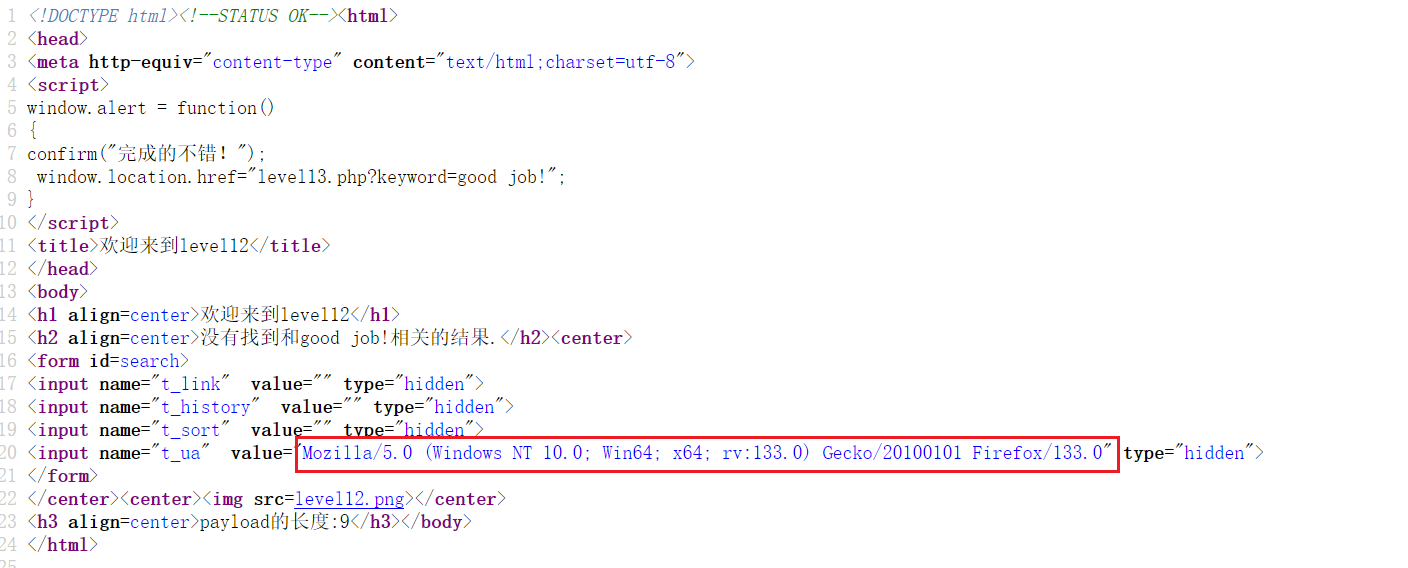 1 <!DOCTYPE html><!--STATUS OK--><html>
2 <head>
3 <meta http-equiv="content-type" content="text/html;charset=utf-8">
4 <script>
5 window.alert = function()
6 {
7 confirm("完成的不错！");
8  window.location.href="level13.php?keyword=good job!";
9 }
10 </script>
11 <title>欢迎来到level12</title>
12 </head>
13 <body>
14 <h1 align=center>欢迎来到level12</h1>
15 <h2 align=center>没有找到和good job!相关的结果.</h2><center>
16 <form id=search>
17 <input name="t_link"  value="" type="hidden">
18 <input name="t_history"  value="" type="hidden">
19 <input name="t_sort"  value="" type="hidden">
20 <input name="t_ua"  value="Mozilla/5.0 (Windows NT 10.0; Win64; x64; rv:133.0) Gecko/20100101 Firefox/133.0" type="hidden">
21 </form>
22 </center><center><img src=level12.png></center>
23 <h3 align=center>payload的长度:9</h3></body>
24 </html>
25